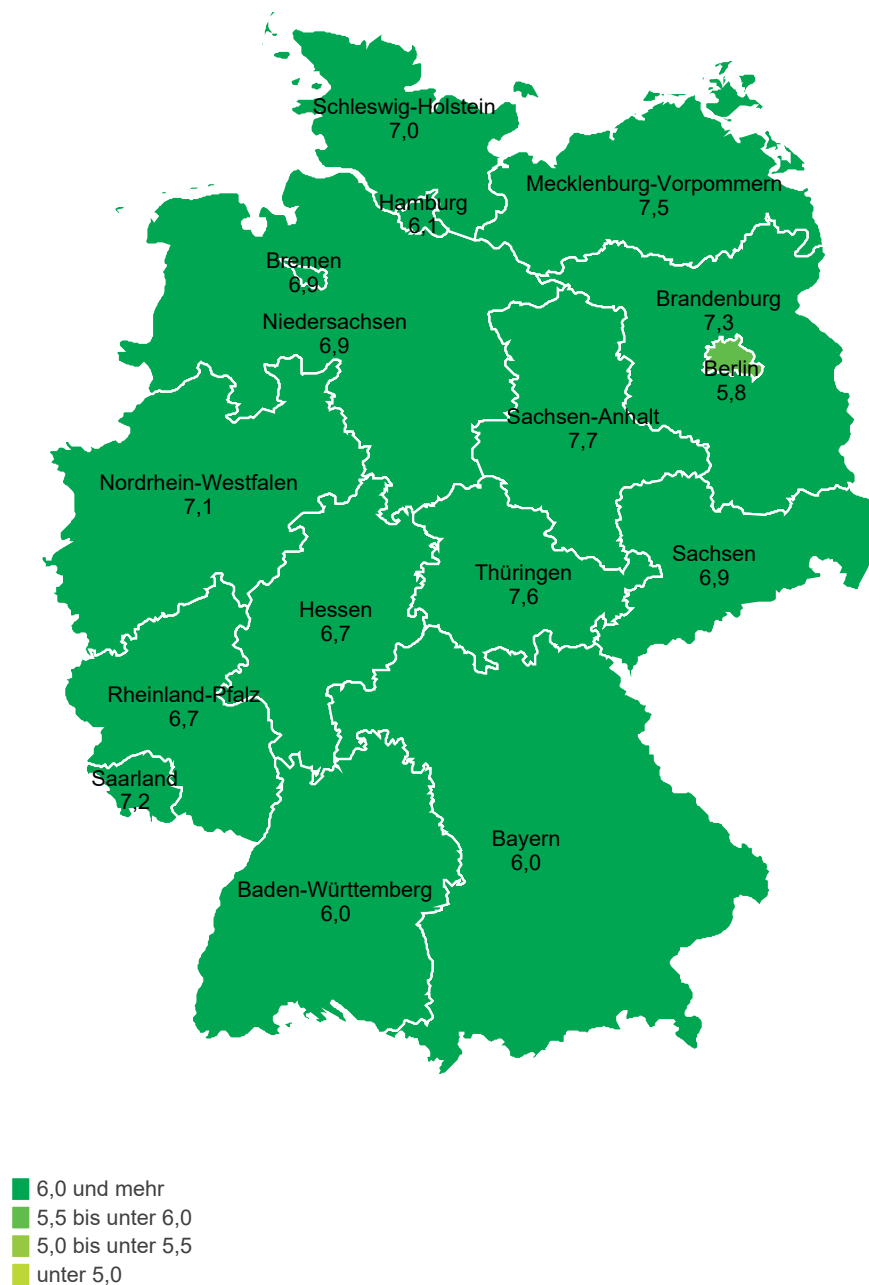 Schleswig-Holstein
7,0
Mecklenburg-Vorpommern
7,5
Hamburg
6,1
Bremen
6,9
Brandenburg
7,3
Niedersachsen
6,9
Berlin
5,8
Sachsen-Anhalt
7,7
Nordrhein-Westfalen
7,1
Sachsen
6,9
Thüringen
7,6
Hessen
6,7
Rheinland-Pfalz
6,7
Saarland
7,2
Bayern
6,0
Baden-Württemberg
6,0
6,0 und mehr
5,5 bis unter 6,0
5,0 bis unter 5,5
unter 5,0